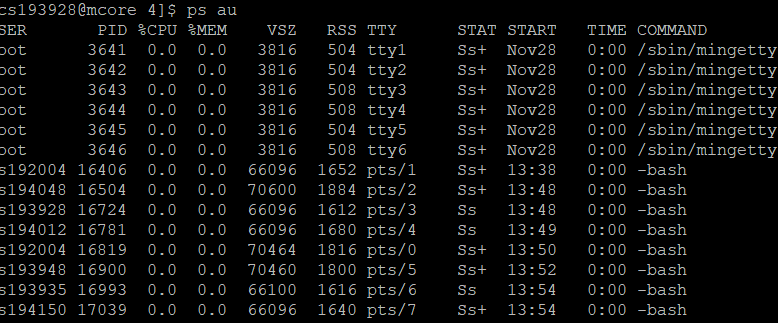 cs193928@mcore 4]$ ps au
SER       PID %CPU %MEM    VSZ   RSS TTY      STAT START   TIME COMMAND
oot      3641  0.0  0.0   3816   504 tty1     Ss+  Nov28   0:00 /sbin/mingetty
oot      3642  0.0  0.0   3816   504 tty2     Ss+  Nov28   0:00 /sbin/mingetty
oot      3643  0.0  0.0   3816   508 tty3     Ss+  Nov28   0:00 /sbin/mingetty
oot      3644  0.0  0.0   3816   508 tty4     Ss+  Nov28   0:00 /sbin/mingetty
oot      3645  0.0  0.0   3816   504 tty5     Ss+  Nov28   0:00 /sbin/mingetty
oot      3646  0.0  0.0   3816   508 tty6     Ss+  Nov28   0:00 /sbin/mingetty
s192004 16406  0.0  0.0  66096  1652 pts/1    Ss+  13:38   0:00 -bash
s194048 16504  0.0  0.0  70600  1884 pts/2    Ss+  13:48   0:00 -bash
s193928 16724  0.0  0.0  66096  1612 pts/3    Ss   13:48   0:00 -bash
s194012 16781  0.0  0.0  66096  1680 pts/4    Ss   13:49   0:00 -bash
s192004 16819  0.0  0.0  70464  1816 pts/0    Ss+  13:50   0:00 -bash
s193948 16900  0.0  0.0  70460  1800 pts/5    Ss+  13:52   0:00 -bash
s193935 16993  0.0  0.0  66100  1616 pts/6    Ss   13:54   0:00 -bash
s194150 17039  0.0  0.0  66096  1640 pts/7    Ss+  13:54   0:00 -bash